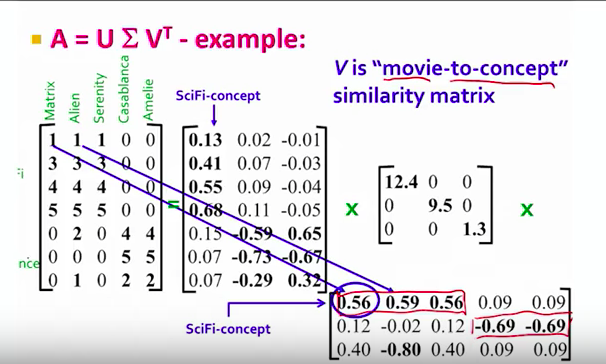 A = U Σ Vᵀ - example:
V is "movie-to-concept"
similarity matrix
Matrix
Alien
Serenity
Casablanca
Amelie
SciFi-concept
1 1 1 0 0
3 3 3 0 0
4 4 4 0 0
5 5 5 0 0
0 2 0 4 4
0 0 0 5 5
0 1 0 2 2
=
0.13 0.02 -0.01
0.41 0.07 -0.03
0.55 0.09 -0.04
0.68 0.11 -0.05
0.15 -0.59 0.65
0.07 -0.73 -0.67
0.07 -0.29 0.32
x
12.4 0 0
0 9.5 0
0 0 1.3
x
SciFi-concept
0.56 0.59 0.56 0.09 0.09
0.12 -0.02 0.12 -0.69 -0.69
0.40 -0.80 0.40 0.09 0.09